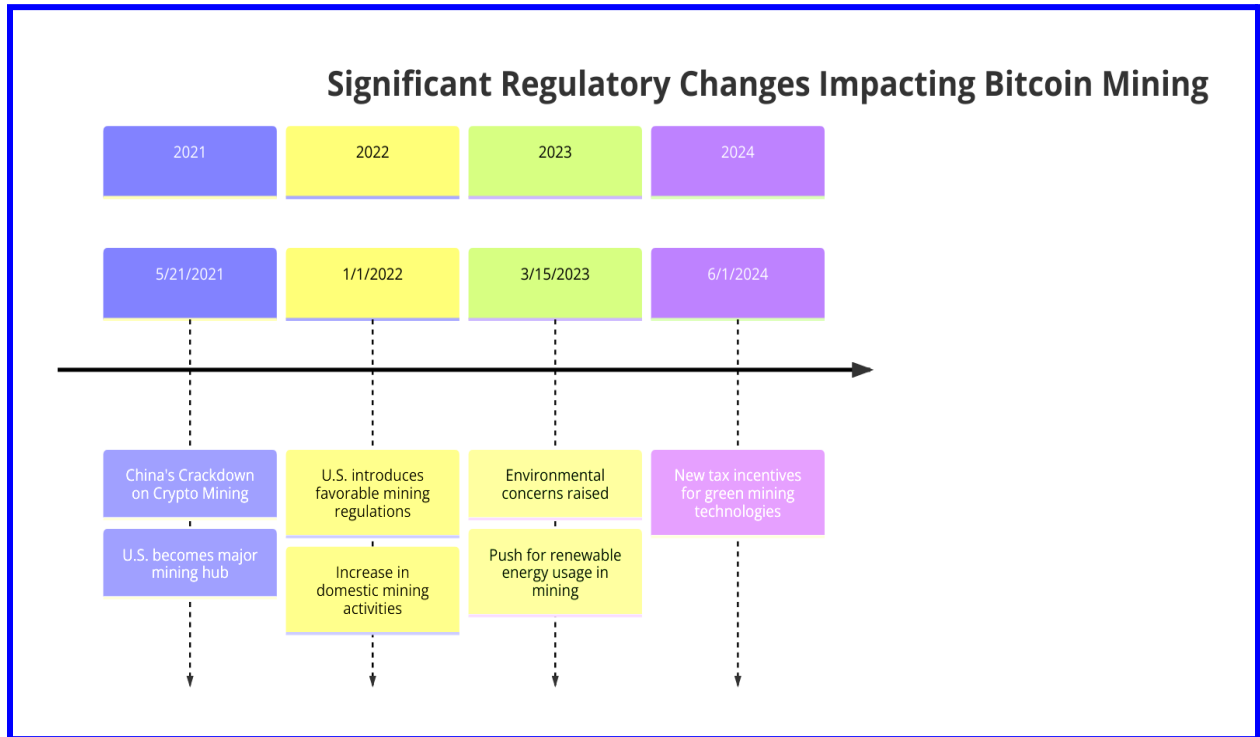 Significant Regulatory Changes Impacting Bitcoin Mining
2021
2022
2023
2024
5/21/2021
1/1/2022
3/15/2023
6/1/2024
China's Crackdown
on Crypto Mining
U.S. becomes major
mining hub
U.S. introduces
favorable mining
regulations
Increase in
domestic mining
activities
Environmental
concerns raised
Push for renewable
energy usage in
mining
New tax incentives
for green mining
technologies